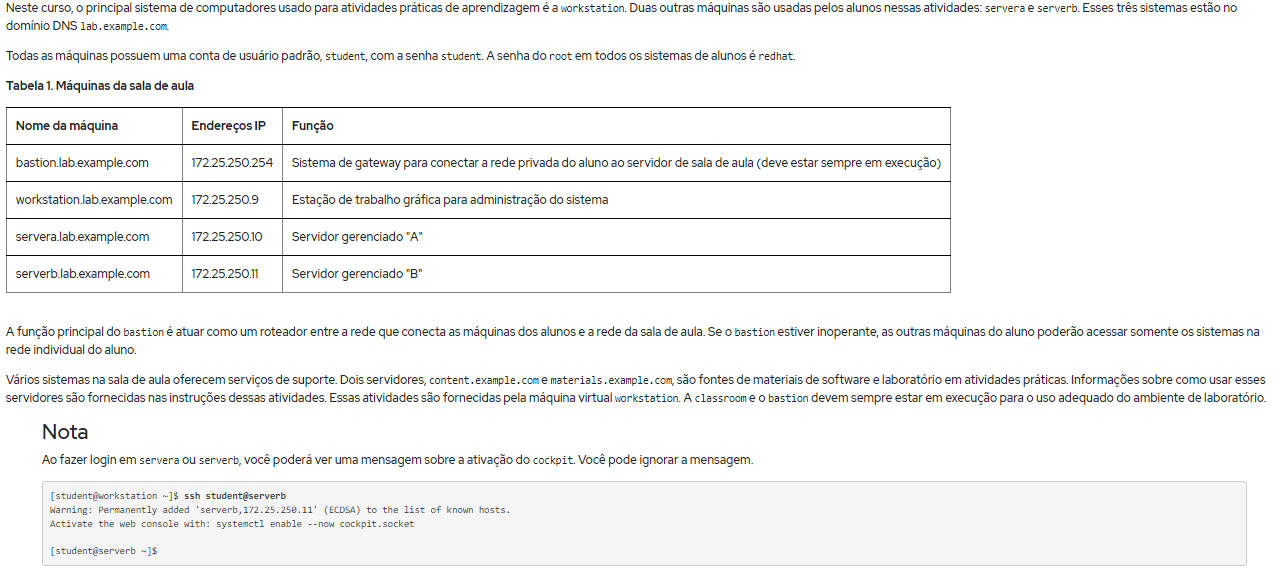 Neste curso, o principal sistema de computadores usado para atividades práticas de aprendizagem é a workstation. Duas outras máquinas são usadas pelos alunos nessas atividades: servera e serverb. Esses três sistemas estão no
domínio DNS lab.example.com.
Todas as máquinas possuem uma conta de usuário padrão, student, com a senha student. A senha do root em todos os sistemas de alunos é redhat.
Tabela 1. Máquinas da sala de aula
Nome da máquina Endereços IP Função
bastion.lab.example.com 172.25.250.254 Sistema de gateway para conectar a rede privada do aluno ao servidor de sala de aula (deve estar sempre em execução)
workstation.lab.example.com 172.25.250.9 Estação de trabalho gráfica para administração do sistema
servera.lab.example.com 172.25.250.10 Servidor gerenciado "A"
serverb.lab.example.com 172.25.250.11 Servidor gerenciado "B"
A função principal do bastion é atuar como um roteador entre a rede que conecta as máquinas dos alunos e a rede da sala de aula. Se o bastion estiver inoperante, as outras máquinas do aluno poderão acessar somente os sistemas na
rede individual do aluno.
Vários sistemas na sala de aula oferecem serviços de suporte. Dois servidores, content.example.com e materials.example.com, são fontes de materiais de software e laboratório em atividades práticas. Informações sobre como usar esses
servidores são fornecidas nas instruções dessas atividades. Essas atividades são fornecidas pela máquina virtual workstation. A classroom e o bastion devem sempre estar em execução para o uso adequado do ambiente de laboratório.
Nota
Ao fazer login em servera ou serverb, você poderá ver uma mensagem sobre a ativação do cockpit. Você pode ignorar a mensagem.
[student@workstation ~]$ ssh student@serverb
Warning: Permanently added 'serverb,172.25.250.11' (ECDSA) to the list of known hosts.
Activate the web console with: systemctl enable --now cockpit.socket
[student@serverb ~]$